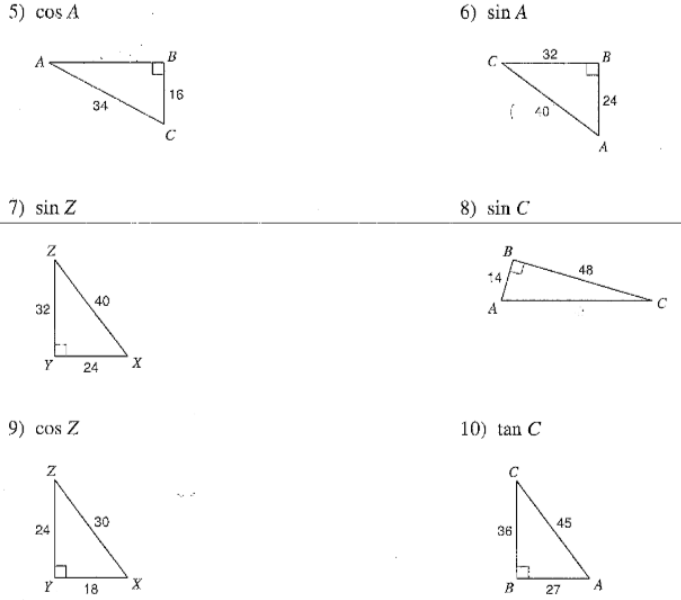 5) cos A
6) sin A
A
B
34
16
C
C
32
B
40
24
A
7) sin Z
8) sin C
Z
32
40
Y
24
X
B
14
48
A
C
9) cos Z
10) tan C
Z
24
30
Y
18
X
C
36
45
B
27
A